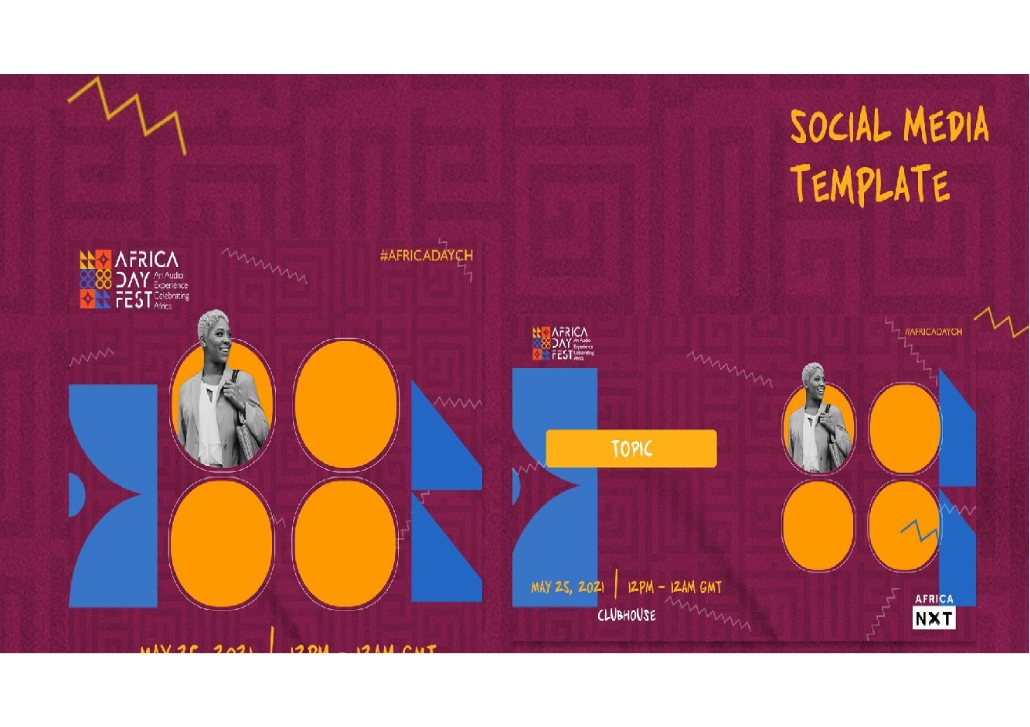 SOCIAL MEDIA
TEMPLATE
AFRICA
DAY
FEST
An Audio
Experience
Celebrating
Africa
#AFRICADAYCH
MAY 25, 2021 | 12PM - 12AM GMT
AFRICA
DAY
FEST
An Audio
Experience
Celebrating
Africa
#AFRICADAYCH
TOPIC
MAY 25, 2021 | 12PM - 12AM GMT
CLUBHOUSE
AFRICA
NXT